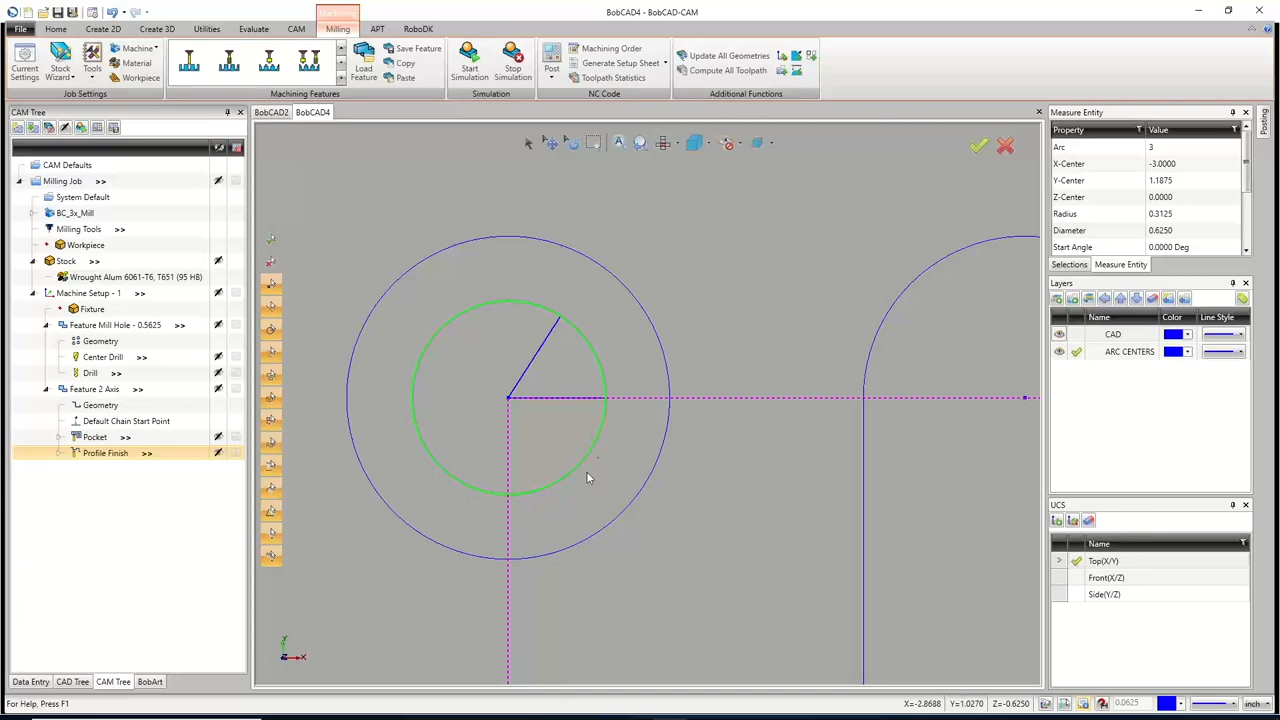 BobCAD4 - BobCAD-CAM
Machining
File Home Create 2D Create 3D Utilities Evaluate CAM Milling APT RoboDK
Current Settings
Stock Wizard
Tools
Machine
Material
Workpiece
Job Settings
Load Feature
Save Feature
Copy
Paste
Machining Features
Start Simulation
Stop Simulation
Simulation
Post
Machining Order
Generate Setup Sheet
Toolpath Statistics
NC Code
Update All Geometries
Compute All Toolpath
Additional Functions
CAM Tree
CAM Defaults
Milling Job >>
System Default
BC_3x_Mill
Milling Tools >>
Workpiece
Stock >>
Wrought Alum 6061-T6, T651 (95 HB)
Machine Setup - 1 >>
Fixture
Feature Mill Hole - 0.5625 >>
Geometry
Center Drill >>
Drill >>
Feature 2 Axis >>
Geometry
Default Chain Start Point
Pocket >>
Profile Finish >>
Data Entry CAD Tree CAM Tree BobArt
BobCAD2 BobCAD4
Y
Z X
Measure Entity
Property Value
Arc 3
X-Center -3.0000
Y-Center 1.1875
Z-Center 0.0000
Radius 0.3125
Diameter 0.6250
Start Angle 0.0000 Deg
Selections Measure Entity
Layers
Name Color Line Style
CAD
ARC CENTERS
UCS
Name
Top(X/Y)
Front(X/Z)
Side(Y/Z)
Posting
For Help, Press F1
X=-2.8688 Y=1.0270 Z=-0.6250 0.0625 inch